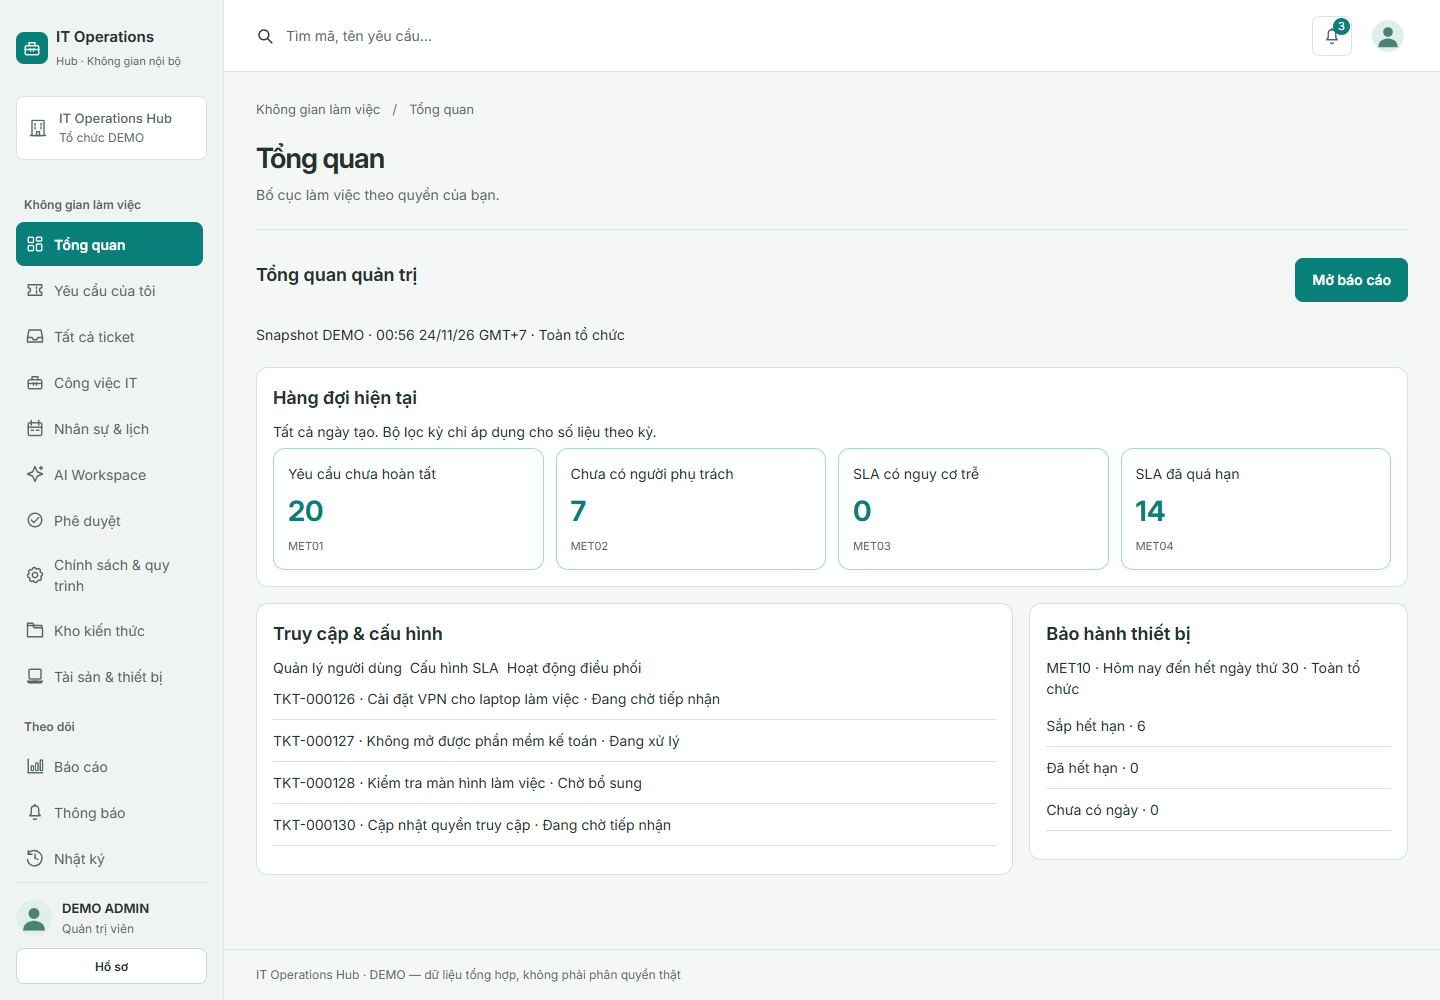 IT Operations
Hub · Không gian nội bộ
IT Operations Hub
Tổ chức DEMO
Không gian làm việc
Tổng quan
Yêu cầu của tôi
Tất cả ticket
Công việc IT
Nhân sự & lịch
AI Workspace
Phê duyệt
Chính sách & quy
trình
Kho kiến thức
Tài sản & thiết bị
Theo dõi
Báo cáo
Thông báo
Nhật ký
DEMO ADMIN
Quản trị viên
Hồ sơ
Tìm mã, tên yêu cầu...
3
Không gian làm việc / Tổng quan
Tổng quan
Bố cục làm việc theo quyền của bạn.
Tổng quan quản trị
Mở báo cáo
Snapshot DEMO · 00:56 24/11/26 GMT+7 · Toàn tổ chức
Hàng đợi hiện tại
Tất cả ngày tạo. Bộ lọc kỳ chỉ áp dụng cho số liệu theo kỳ.
Yêu cầu chưa hoàn tất
20
MET01
Chưa có người phụ trách
7
MET02
SLA có nguy cơ trễ
0
MET03
SLA đã quá hạn
14
MET04
Truy cập & cấu hình
Quản lý người dùng Cấu hình SLA Hoạt động điều phối
TKT-000126 · Cài đặt VPN cho laptop làm việc · Đang chờ tiếp nhận
TKT-000127 · Không mở được phần mềm kế toán · Đang xử lý
TKT-000128 · Kiểm tra màn hình làm việc · Chờ bổ sung
TKT-000130 · Cập nhật quyền truy cập · Đang chờ tiếp nhận
Bảo hành thiết bị
MET10 · Hôm nay đến hết ngày thứ 30 · Toàn tổ
chức
Sắp hết hạn · 6
Đã hết hạn · 0
Chưa có ngày · 0
IT Operations Hub · DEMO — dữ liệu tổng hợp, không phải phân quyền thật